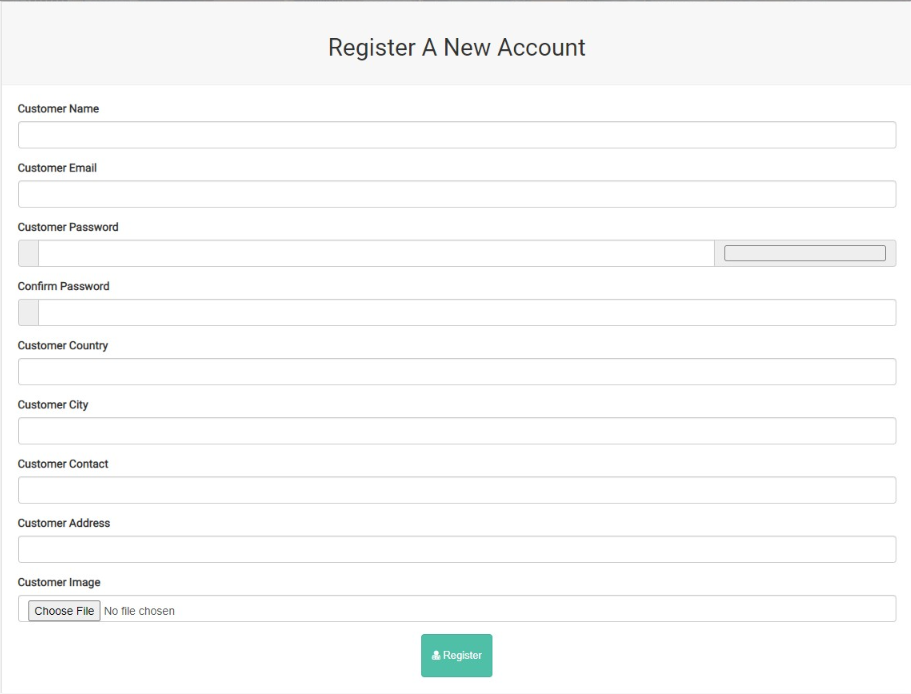 Register A New Account
Customer Name
Customer Email
Customer Password
Confirm Password
Customer Country
Customer City
Customer Contact
Customer Address
Customer Image
Choose File No file chosen
Register